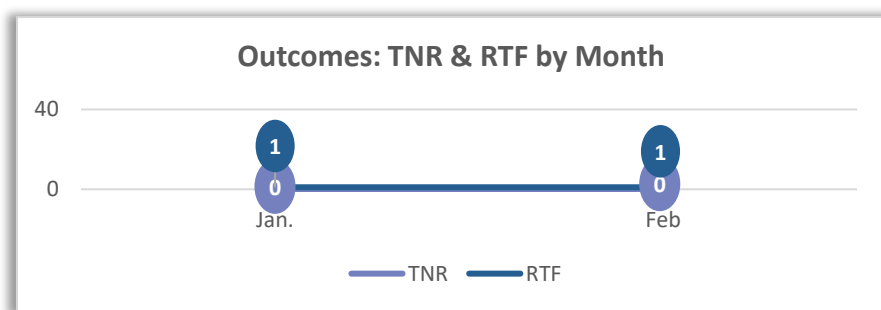 Outcomes: TNR & RTF by Month
40
1 1
0 0 0
Jan. Feb
TNR RTF